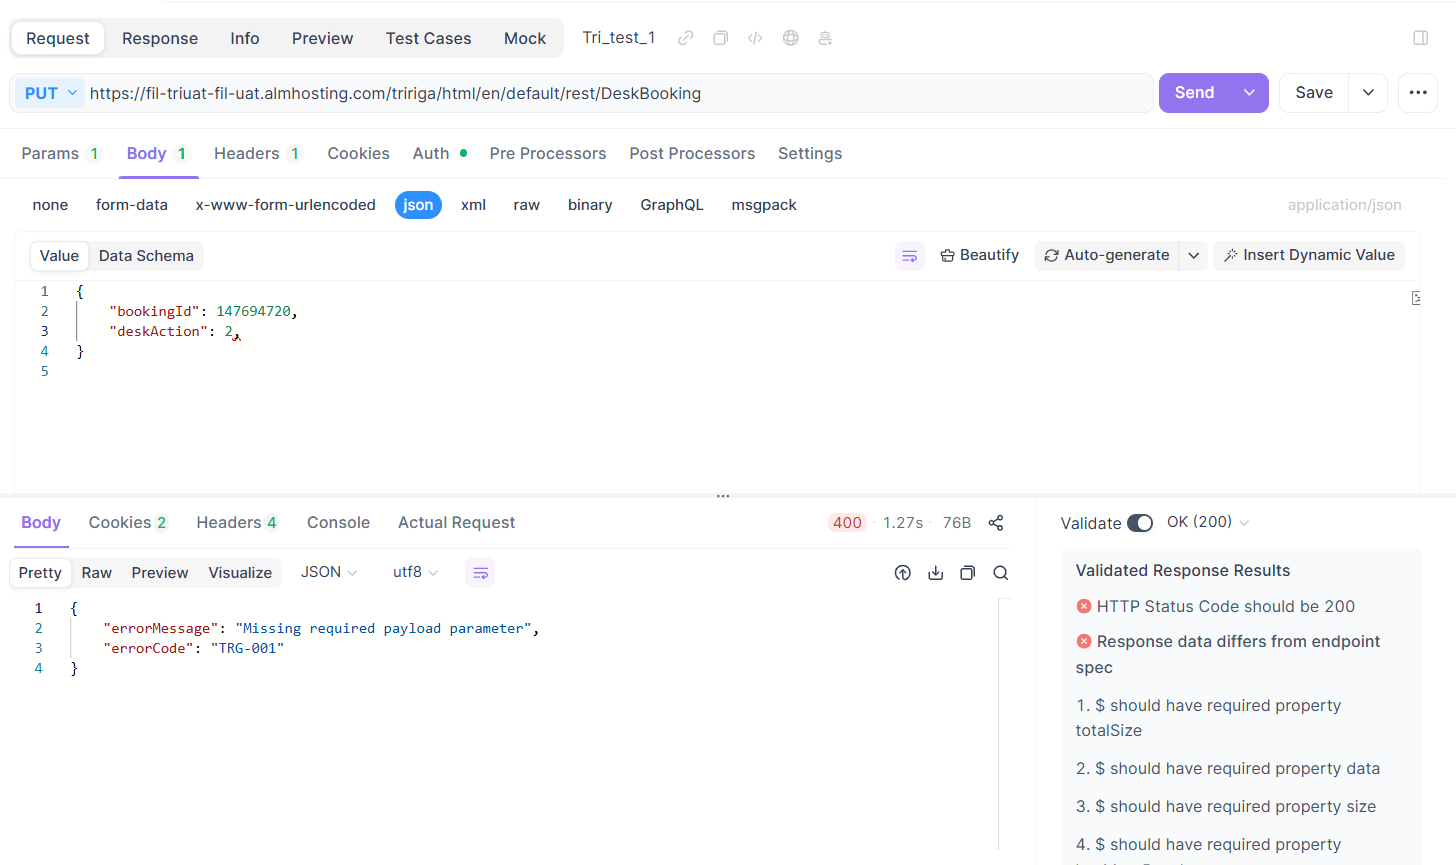 Request Response Info Preview Test Cases Mock Tri_test_1
PUT https://fil-triuat-fil-uat.almhosting.com/tririga/html/en/default/rest/DeskBooking Send Save
Params 1 Body 1 Headers 1 Cookies Auth Pre Processors Post Processors Settings
none form-data x-www-form-urlencoded json xml raw binary GraphQL msgpack application/json
Value Data Schema Beautify Auto-generate Insert Dynamic Value
1 {
2 "bookingId": 147694720,
3 "deskAction": 2,
4 }
5
Body Cookies 2 Headers 4 Console Actual Request 400 · 1.27s · 76B
Pretty Raw Preview Visualize JSON utf8
1 {
2 "errorMessage": "Missing required payload parameter",
3 "errorCode": "TRG-001"
4 }
Validate OK (200)
Validated Response Results
HTTP Status Code should be 200
Response data differs from endpoint
spec
1. $ should have required property
totalSize
2. $ should have required property data
3. $ should have required property size
4. $ should have required property